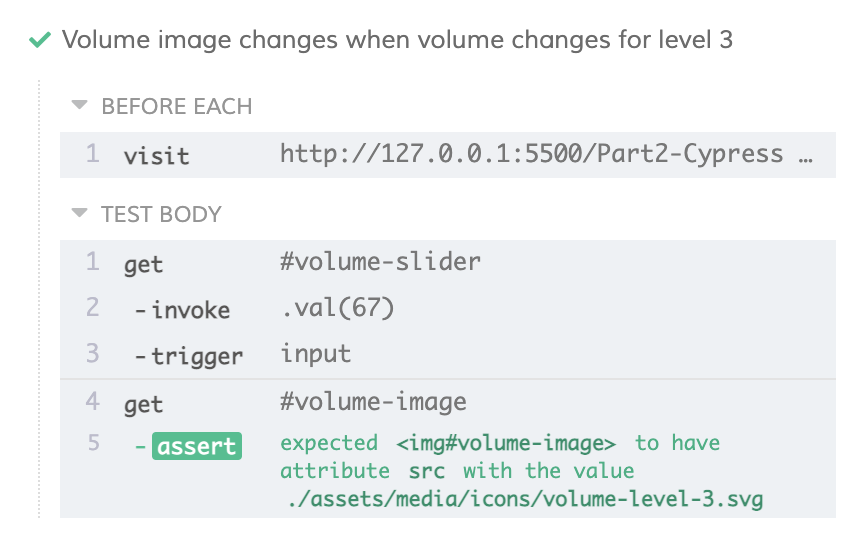 Volume image changes when volume changes for level 3
BEFORE EACH
1 visit http://127.0.0.1:5500/Part2-Cypress …
TEST BODY
1 get #volume-slider
2 -invoke .val(67)
3 -trigger input
4 get #volume-image
5 -assert expected <img#volume-image> to have
attribute src with the value
./assets/media/icons/volume-level-3.svg